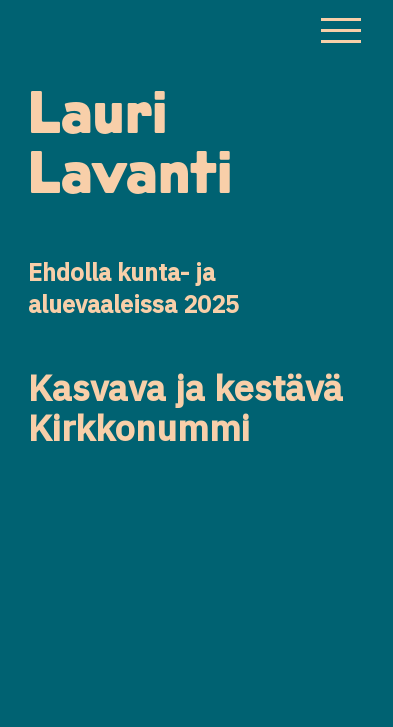 Lauri
Lavanti
Ehdolla kunta- ja
aluevaaleissa 2025
Kasvava ja kestävä
Kirkkonummi